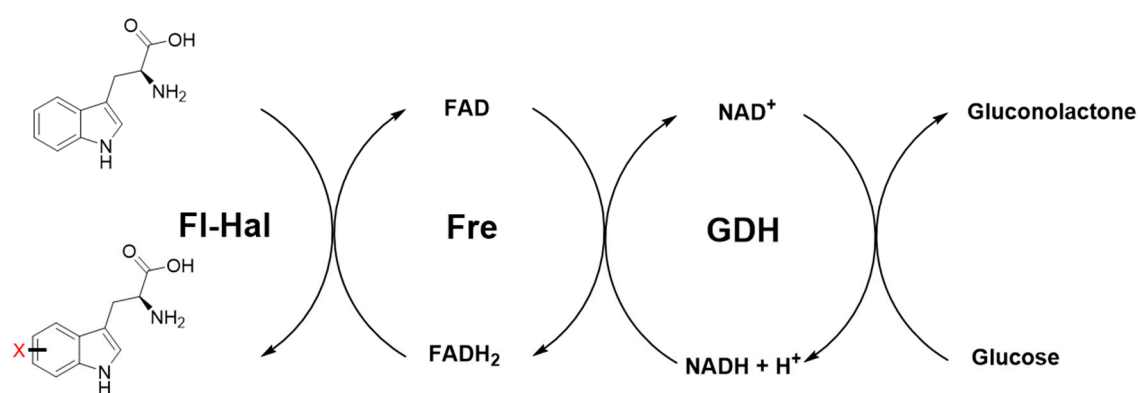 O
OH
NH₂
N
H
FAD
NAD⁺
Gluconolactone
Fl-Hal
Fre
GDH
O
OH
NH₂
X
N
H
FADH₂
NADH + H⁺
Glucose